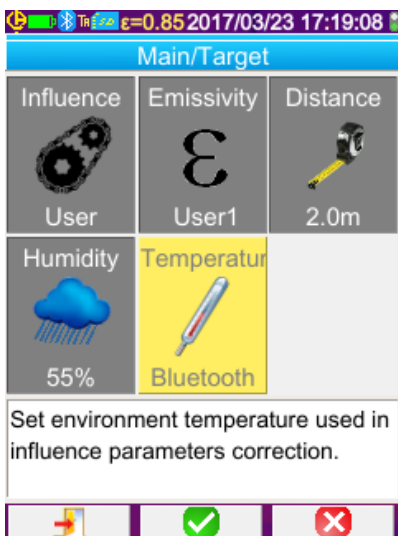 ε=0.85 2017/03/23 17:19:08
Main/Target
Influence Emissivity Distance
ε
User User1 2.0m
Humidity Temperatur
55% Bluetooth
Set environment temperature used in
influence parameters correction.